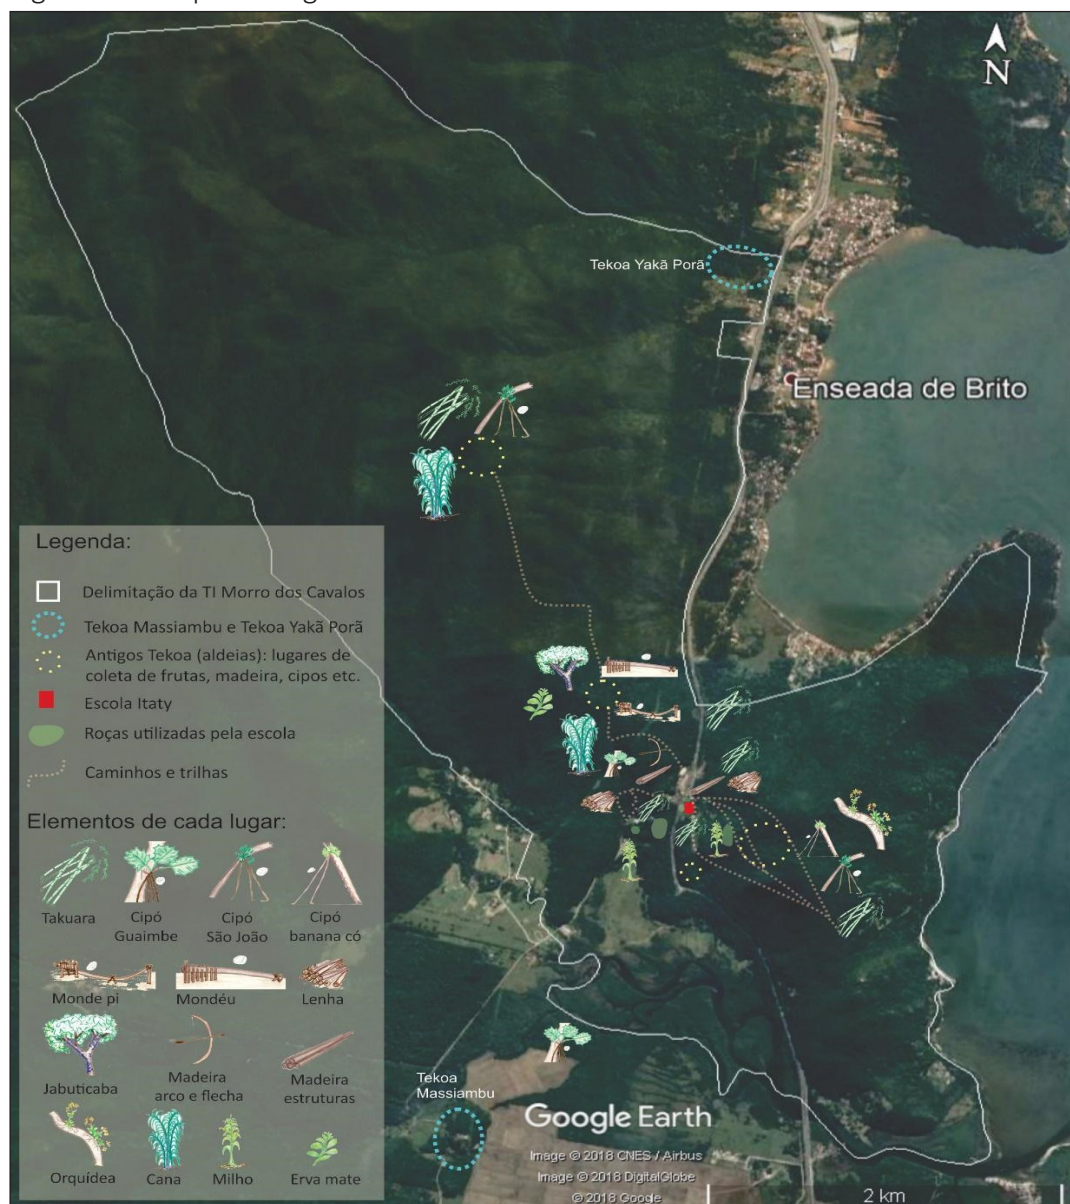 N
Tekoa Yakã Porã
Enseada de Brito
Legenda:
Delimitação da TI Morro dos Cavalos
Tekoa Massiambu e Tekoa Yakã Porã
Antigos Tekoa (aldeias): lugares de
coleta de frutas, madeira, cipos etc.
Escola Itaty
Roças utilizadas pela escola
Caminhos e trilhas
Elementos de cada lugar:
Takuara
Cipó
Guaimbe
Cipó
São João
Cipó
banana có
Monde pi
Mondéu
Lenha
Jabuticaba
Madeira
arco e flecha
Madeira
estruturas
Orquídea
Cana
Milho
Erva mate
Tekoa
Massiambu
Google Earth
Image © 2018 CNES / Airbus
Image © 2018 DigitalGlobe
© 2018 Google
2 km